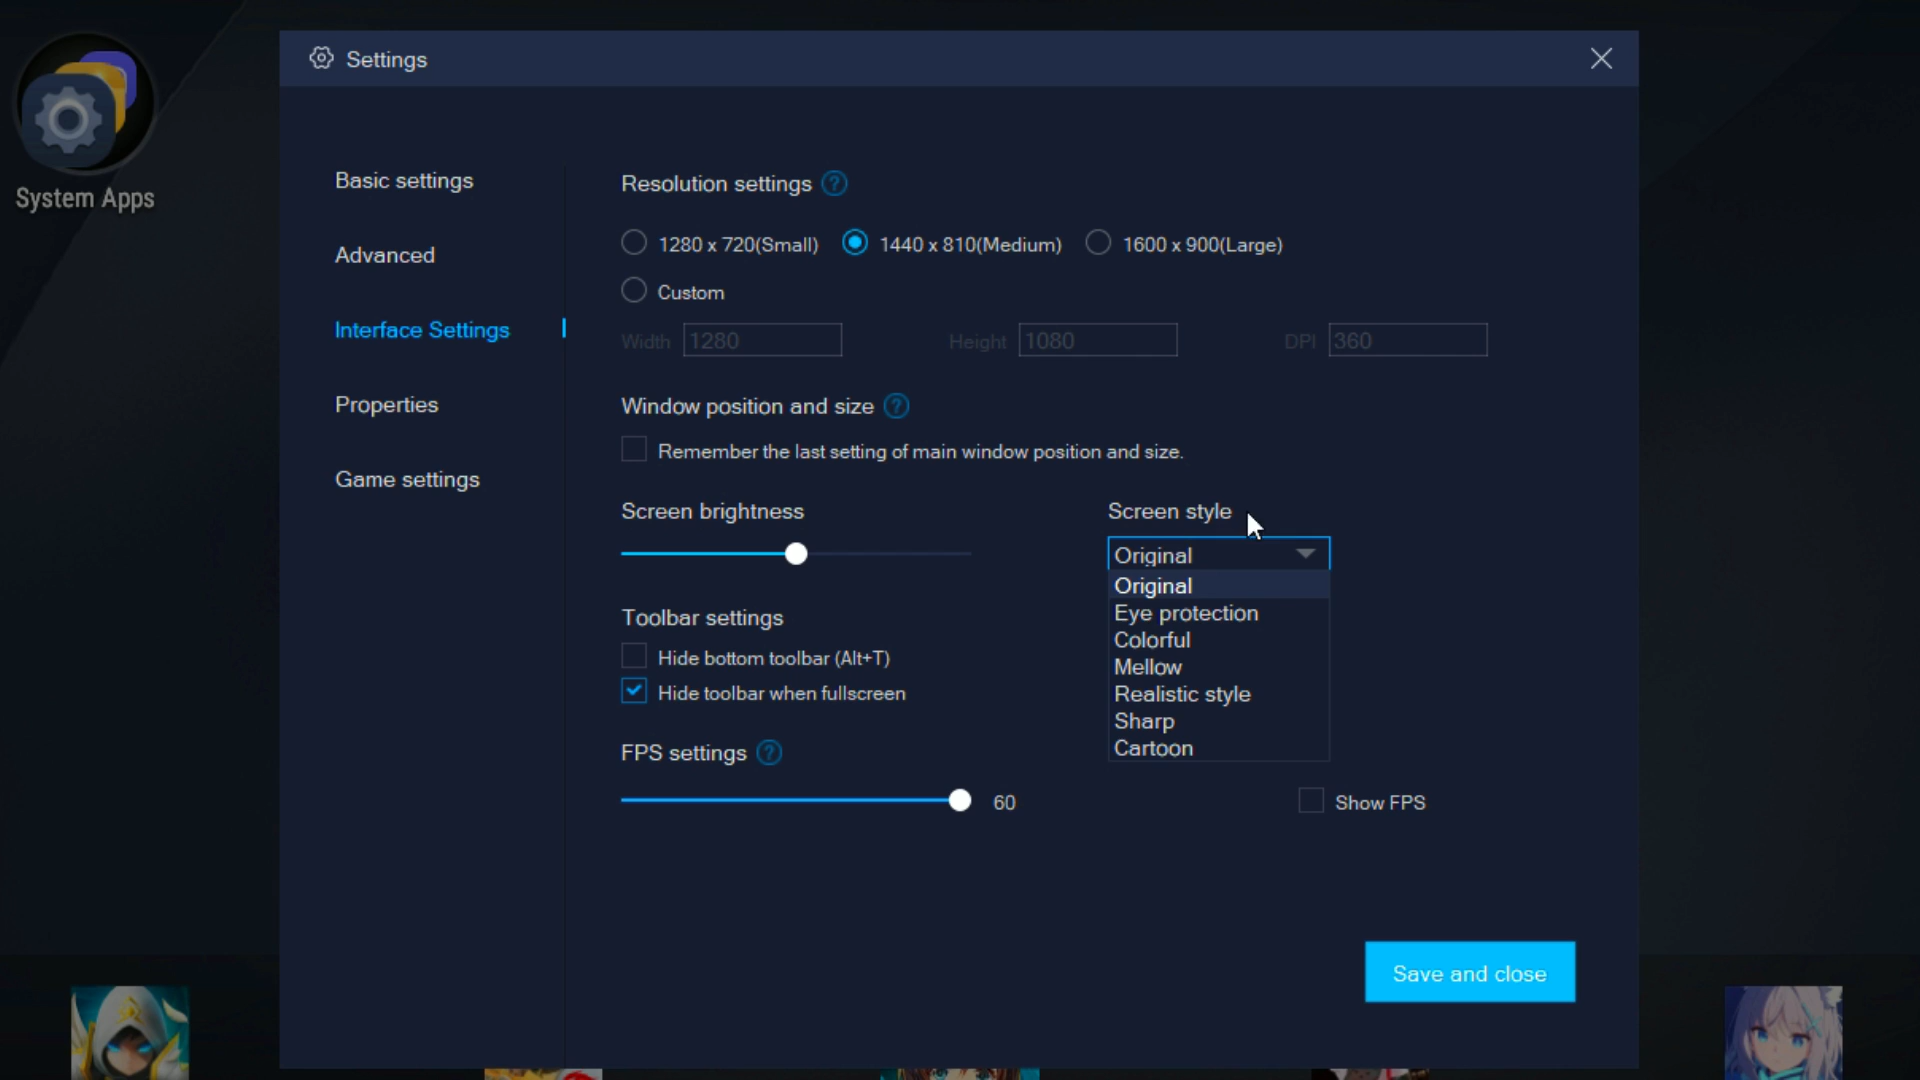 Settings
System Apps
Basic settings
Advanced
Interface Settings
Properties
Game settings
Resolution settings ?
1280 x 720(Small) 1440 x 810(Medium) 1600 x 900(Large)
Custom
Width 1280 Height 1080 DPI 360
Window position and size ?
Remember the last setting of main window position and size.
Screen brightness
Screen style
Original
Original
Eye protection
Colorful
Mellow
Realistic style
Sharp
Cartoon
Toolbar settings
Hide bottom toolbar (Alt+T)
Hide toolbar when fullscreen
FPS settings ?
60
Show FPS
Save and close